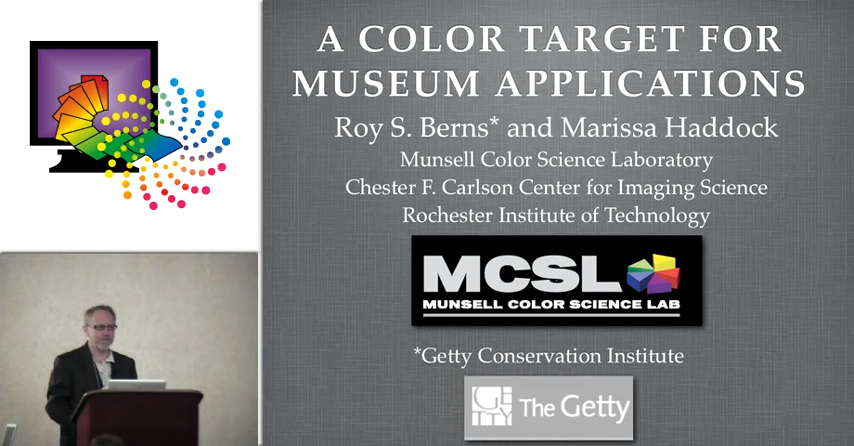 A COLOR TARGET FOR
MUSEUM APPLICATIONS
Roy S. Berns* and Marissa Haddock
Munsell Color Science Laboratory
Chester F. Carlson Center for Imaging Science
Rochester Institute of Technology
MCSL
MUNSELL COLOR SCIENCE LAB
*Getty Conservation Institute
GETTY
The Getty